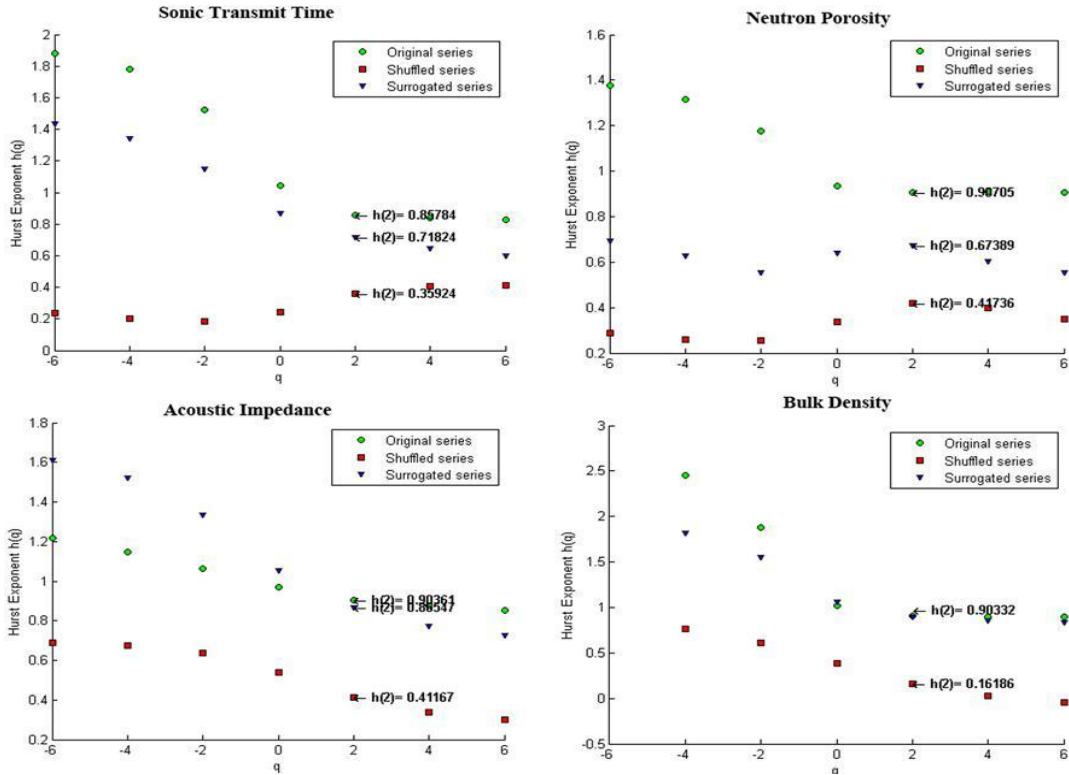 Sonic Transmit Time
2
1.8
1.6
1.4
1.2
1
0.8
0.6
0.4
0.2
0
Hurst Exponent h(q)
Original series
Shuffled series
Surrogated series
h(2)= 0.85784
h(2)= 0.71824
h(2)= 0.35924
-6 -4 -2 0 2 4 6
q
Neutron Porosity
1.6
1.4
1.2
1
0.8
0.6
0.4
0.2
Hurst Exponent h(q)
Original series
Shuffled series
Surrogated series
h(2)= 0.90705
h(2)= 0.67389
h(2)= 0.41736
-6 -4 -2 0 2 4 6
q
Acoustic Impedance
1.8
1.6
1.4
1.2
1
0.8
0.6
0.4
0.2
Hurst Exponent h(q)
Original series
Shuffled series
Surrogated series
h(2)= 0.90361
h(2)= 0.86547
h(2)= 0.41167
-6 -4 -2 0 2 4 6
q
Bulk Density
3
2.5
2
1.5
1
0.5
0
-0.5
Hurst Exponent h(q)
Original series
Shuffled series
Surrogated series
h(2)= 0.90332
h(2)= 0.16186
-6 -4 -2 0 2 4 6
q